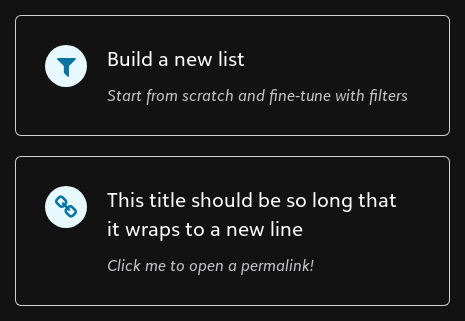 Build a new list
Start from scratch and fine-tune with filters
This title should be so long that
it wraps to a new line
Click me to open a permalink!